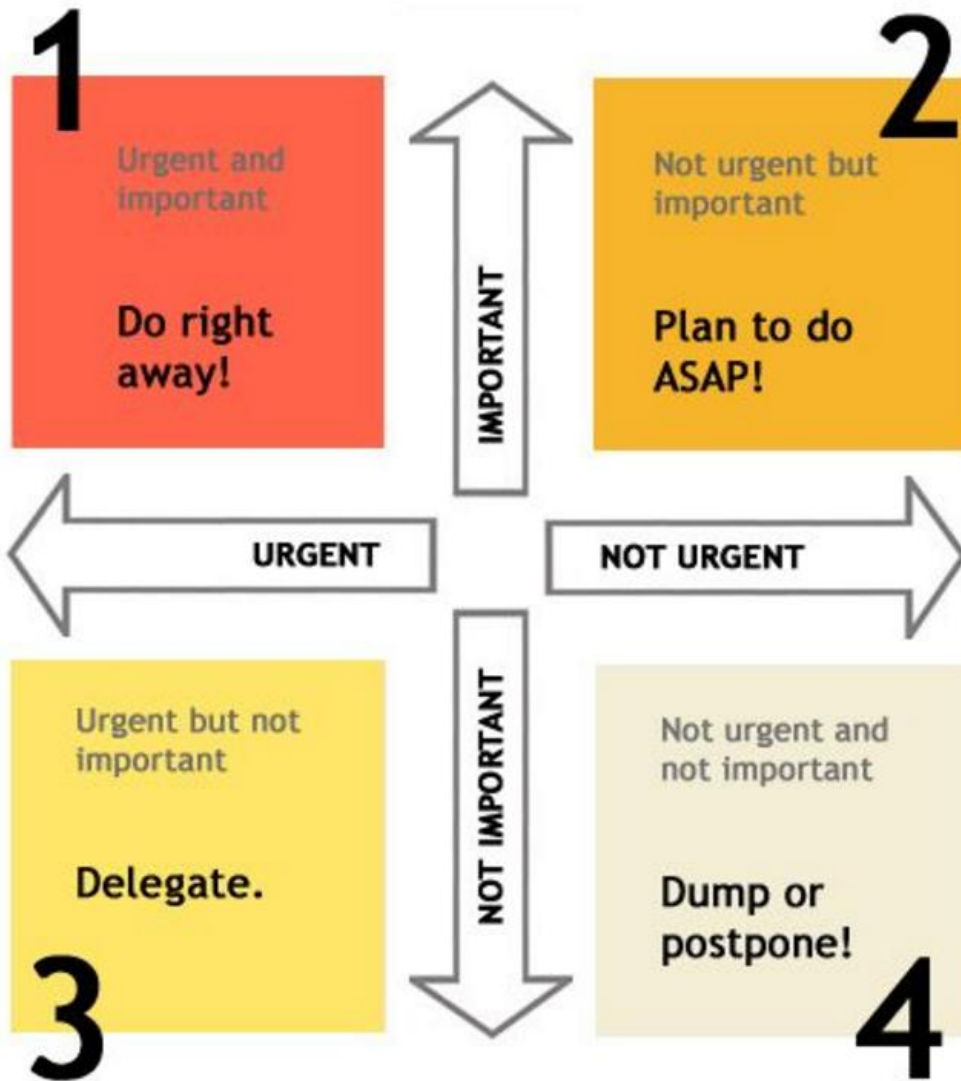 1
Urgent and
important
Do right
away!
2
Not urgent but
important
Plan to do
ASAP!
IMPORTANT
URGENT
NOT URGENT
NOT IMPORTANT
Urgent but not
important
Delegate.
3
Not urgent and
not important
Dump or
postpone!
4